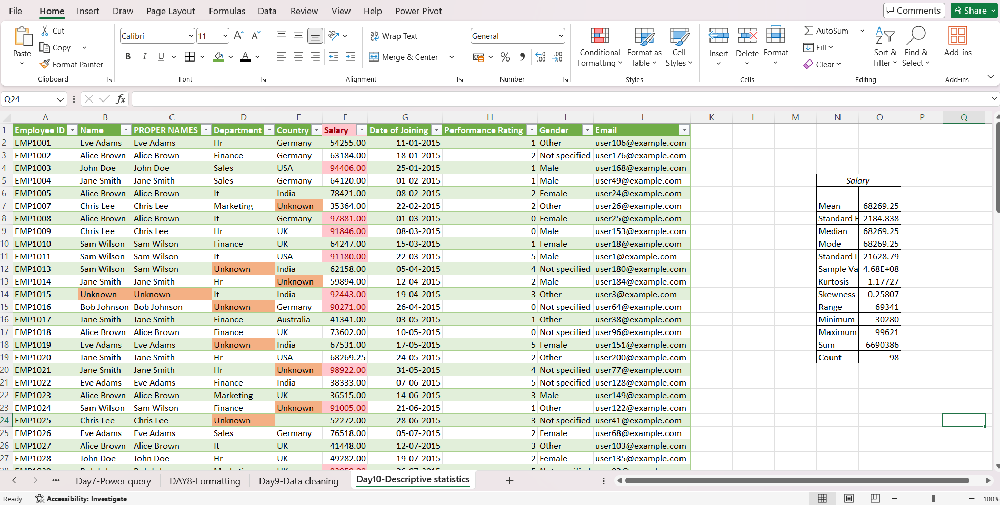 File Home Insert Draw Page Layout Formulas Data Review View Help Power Pivot Comments Share
Paste Cut Copy Format Painter Clipboard
Calibri 11 B I U A Font
Wrap Text Merge & Center Alignment
General % Number
Conditional Formatting Format as Table Cell Styles Styles
Insert Delete Format Cells
AutoSum Fill Clear Sort & Filter Find & Select Editing
Add-ins Add-ins
Q24 fx
A B C D E F G H I J K L M N O P Q
1 Employee ID Name PROPER NAMES Department Country Salary Date of Joining Performance Rating Gender Email
2 EMP1001 Eve Adams Eve Adams Hr Germany 54255.00 11-01-2015 1 Other user106@example.com
3 EMP1002 Alice Brown Alice Brown Finance Germany 63184.00 18-01-2015 2 Not specified user176@example.com
4 EMP1003 John Doe John Doe Sales USA 94406.00 25-01-2015 1 Male user168@example.com
5 EMP1004 Jane Smith Jane Smith Sales Germany 64120.00 01-02-2015 1 Male user49@example.com Salary
6 EMP1005 Alice Brown Alice Brown It India 78421.00 08-02-2015 2 Female user24@example.com
7 EMP1007 Chris Lee Chris Lee Marketing Unknown 35364.00 22-02-2015 2 Other user26@example.com Mean 68269.25
8 EMP1008 Alice Brown Alice Brown It Germany 97881.00 01-03-2015 0 Female user25@example.com Standard E 2184.838
9 EMP1009 Chris Lee Chris Lee Hr UK 91846.00 08-03-2015 0 Male user153@example.com Median 68269.25
10 EMP1010 Sam Wilson Sam Wilson Finance UK 64247.00 15-03-2015 1 Female user18@example.com Mode 68269.25
11 EMP1011 Sam Wilson Sam Wilson It USA 91180.00 22-03-2015 5 Male user1@example.com Standard D 21628.79
12 EMP1013 Sam Wilson Sam Wilson Unknown India 62158.00 05-04-2015 4 Not specified user180@example.com Sample Va 4.68E+08
13 EMP1014 Jane Smith Jane Smith Hr Unknown 59894.00 12-04-2015 2 Male user184@example.com Kurtosis -1.17727
14 EMP1015 Unknown Unknown It India 92443.00 19-04-2015 3 Other user3@example.com Skewness -0.25807
15 EMP1016 Bob Johnson Bob Johnson Unknown Germany 90271.00 26-04-2015 0 Not specified user64@example.com Range 69341
16 EMP1017 Jane Smith Jane Smith Finance Australia 41341.00 03-05-2015 1 Other user38@example.com Minimum 30280
17 EMP1018 Alice Brown Alice Brown Finance UK 73602.00 10-05-2015 0 Not specified user96@example.com Maximum 99621
18 EMP1019 Eve Adams Eve Adams Unknown India 67531.00 17-05-2015 5 Female user151@example.com Sum 6690386
19 EMP1020 Jane Smith Jane Smith Hr USA 68269.25 24-05-2015 2 Other user200@example.com Count 98
20 EMP1021 Jane Smith Jane Smith Hr Unknown 98922.00 31-05-2015 4 Not specified user77@example.com
21 EMP1022 Eve Adams Eve Adams Finance India 38333.00 07-06-2015 5 Not specified user128@example.com
22 EMP1023 Alice Brown Alice Brown Marketing UK 36515.00 14-06-2015 3 Male user149@example.com
23 EMP1024 Sam Wilson Sam Wilson Finance Unknown 91005.00 21-06-2015 1 Other user122@example.com
24 EMP1025 Chris Lee Chris Lee Unknown 52272.00 28-06-2015 3 Not specified user41@example.com
25 EMP1026 Eve Adams Eve Adams Sales Germany 76518.00 05-07-2015 2 Female user68@example.com
26 EMP1027 Alice Brown Alice Brown It UK 41448.00 12-07-2015 3 Other user103@example.com
27 EMP1028 John Doe John Doe Hr UK 49282.00 19-07-2015 2 Female user135@example.com
Day7-Power query DAY8-Formatting Day9-Data cleaning Day10-Descriptive statistics
Ready Accessibility: Investigate 100%